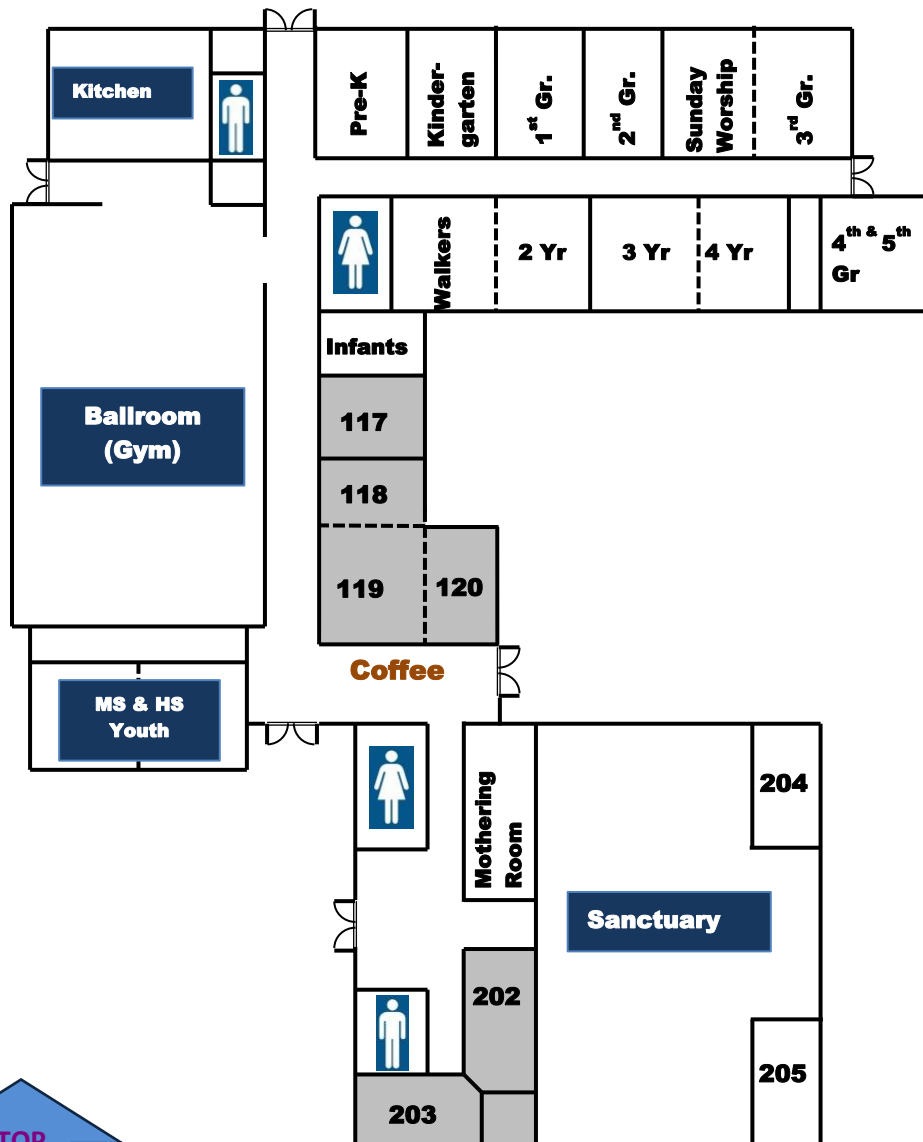 Kitchen
Pre-K
Kinder-
garten
1st Gr.
2nd Gr.
Sunday
Worship
3rd Gr.
Walkers
2 Yr
3 Yr
4 Yr
4th & 5th
Gr
Infants
117
Ballroom
(Gym)
118
119
120
Coffee
MS & HS
Youth
Mothering
Room
204
Sanctuary
202
205
203